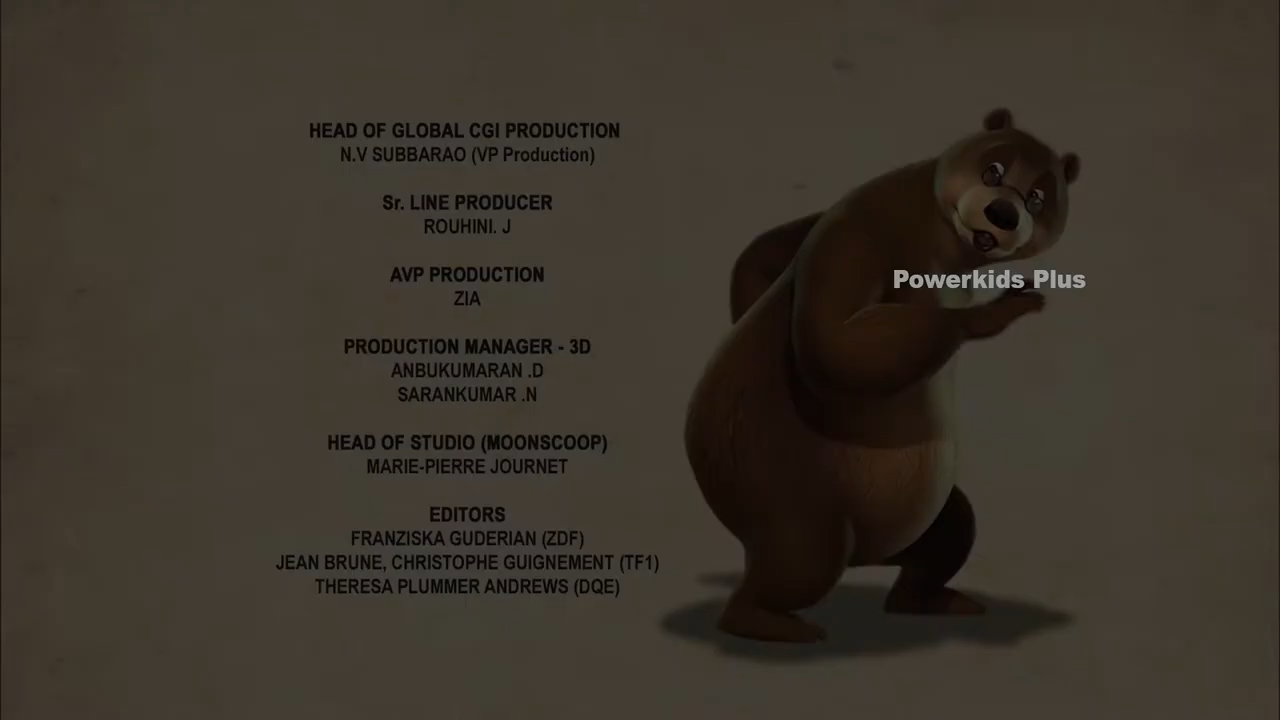 HEAD OF GLOBAL CGI PRODUCTION
N.V SUBBARAO (VP Production)
Sr. LINE PRODUCER
ROUHINI. J
AVP PRODUCTION
ZIA
PRODUCTION MANAGER - 3D
ANBUKUMARAN .D
SARANKUMAR .N
HEAD OF STUDIO (MOONSCOOP)
MARIE-PIERRE JOURNET
EDITORS
FRANZISKA GUDERIAN (ZDF)
JEAN BRUNE, CHRISTOPHE GUIGNEMENT (TF1)
THERESA PLUMMER ANDREWS (DQE)
Powerkids Plus